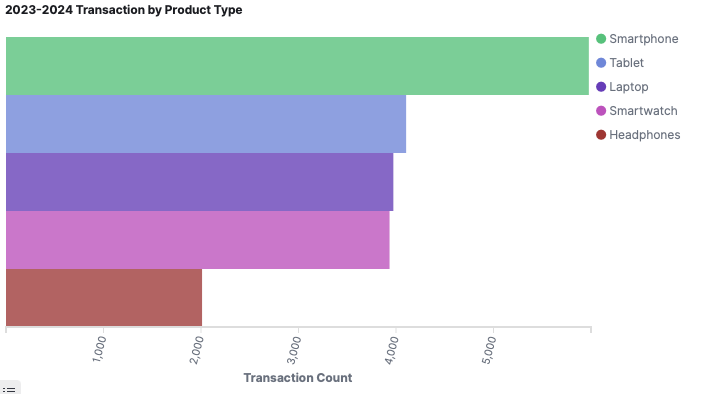 2023-2024 Transaction by Product Type
Smartphone
Tablet
Laptop
Smartwatch
Headphones
1,000
2,000
3,000
4,000
5,000
Transaction Count